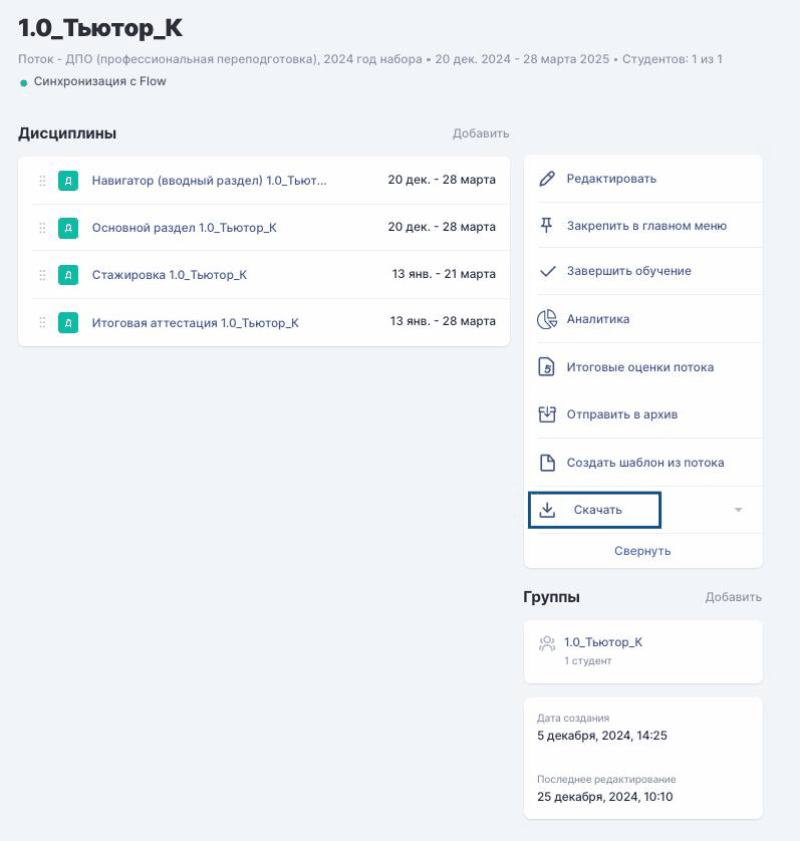 1.0_Тьютор_К
Поток - ДПО (профессиональная переподготовка), 2024 год набора • 20 дек. 2024 - 28 марта 2025 • Студентов: 1 из 1
Синхронизация с Flow
Дисциплины
Добавить
Д Навигатор (вводный раздел) 1.0_Тьют... 20 дек. - 28 марта
Д Основной раздел 1.0_Тьютор_К 20 дек. - 28 марта
Д Стажировка 1.0_Тьютор_К 13 янв. - 21 марта
Д Итоговая аттестация 1.0_Тьютор_К 13 янв. - 28 марта
Редактировать
Закрепить в главном меню
Завершить обучение
Аналитика
5 Итоговые оценки потока
Отправить в архив
Создать шаблон из потока
Скачать
Свернуть
Группы
Добавить
1.0_Тьютор_К
1 студент
Дата создания
5 декабря, 2024, 14:25
Последнее редактирование
25 декабря, 2024, 10:10